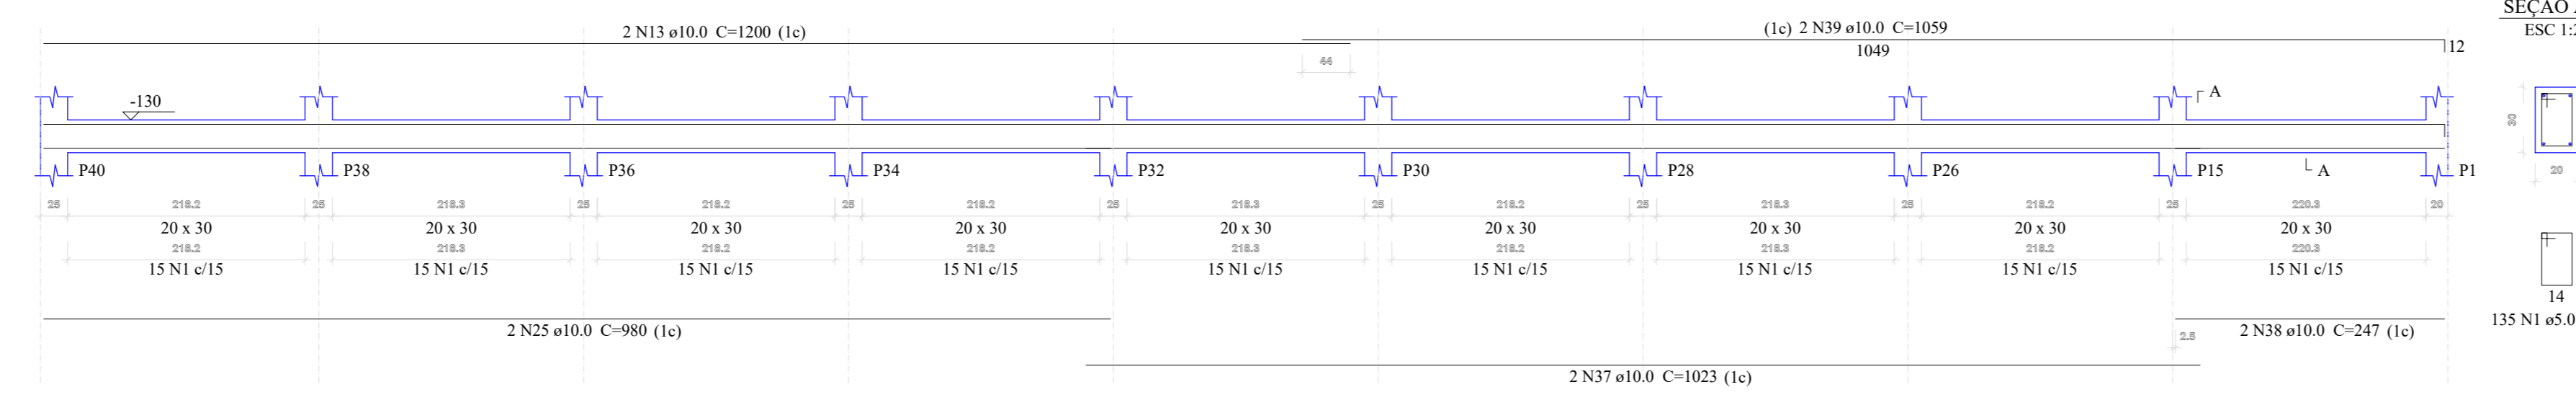 2 N13 ø10.0 C=1200 (1c)
(1c) 2 N39 ø10.0 C=1059
1049
12
44
-130
A
P40 P38 P36 P34 P32 P30 P28 P26 P15 A P1
25 218.2 25 218.3 25 218.2 25 218.2 25 218.3 25 218.2 25 218.3 25 218.2 25 220.3 20
20 x 30 20 x 30 20 x 30 20 x 30 20 x 30 20 x 30 20 x 30 20 x 30 20 x 30
218.2 218.3 218.2 218.2 218.3 218.2 218.3 218.2 220.3
15 N1 c/15 15 N1 c/15 15 N1 c/15 15 N1 c/15 15 N1 c/15 15 N1 c/15 15 N1 c/15 15 N1 c/15 15 N1 c/15
2 N25 ø10.0 C=980 (1c)
2.5
2 N38 ø10.0 C=247 (1c)
2 N37 ø10.0 C=1023 (1c)
SEÇÃO
ESC
30
20
14
135 N1 ø5.0